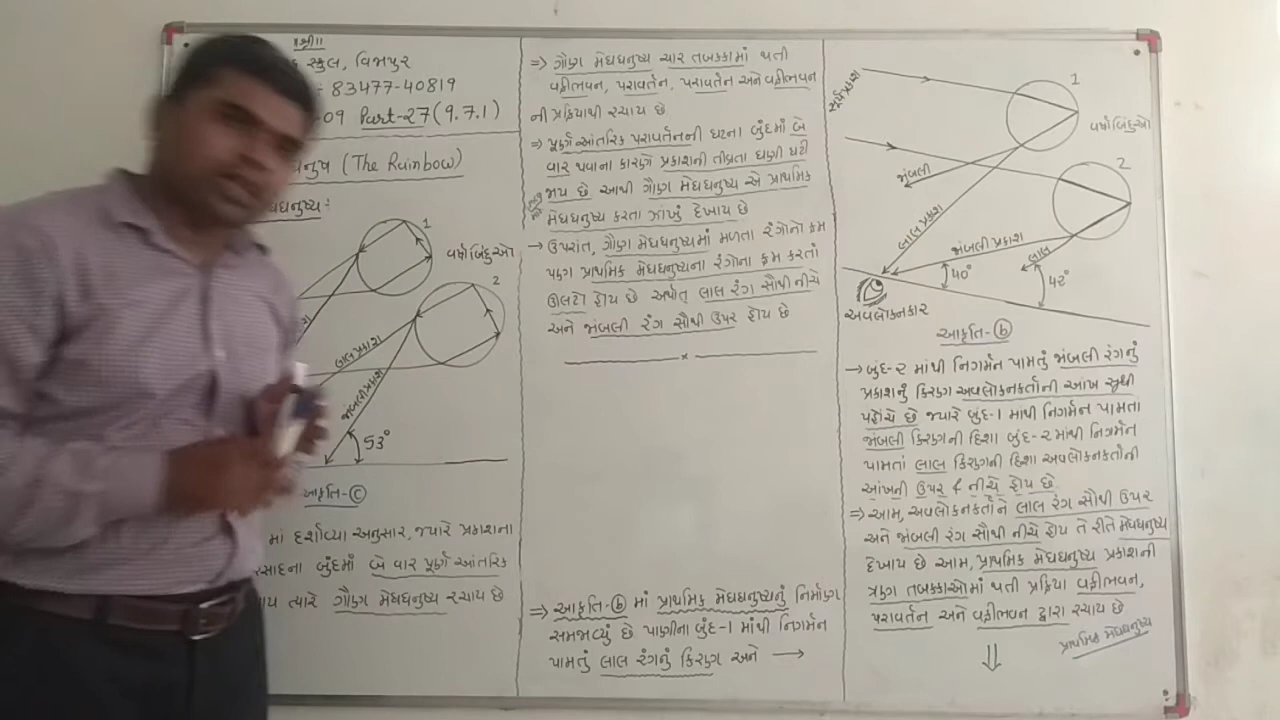 ॥શ્રી॥
સ્કુલ, વિજાપુર
: 83477-40819
-09 Part-27 (9.7.1)
નુષ (The Rainbow)
ઘધનુષ્ય :
1
વર્ષાબિંદુઓ
2
લાલ પ્રકાશ
જાંબલી પ્રકાશ
53°
આકૃતિ-ⓒ
માં દર્શાવ્યા અનુસાર, જ્યારે પ્રકાશના
રસાદના બુંદમાં બે વાર પૂર્ણ આંતરિક
થાય ત્યારે ગૌણ મેઘધનુષ્ય રચાય છે
⇒ ગૌણ મેઘધનુષ્ય ચાર તબક્કામાં થતી
વક્રીભવન, પરાવર્તન, પરાવર્તન અને વક્રીભવન
ની પ્રક્રિયાથી રચાય છે
⇒ પૂર્ણ આંતરિક પરાવર્તનની ઘટના બુંદમાં બે
વાર થવાના કારણે પ્રકાશની તીવ્રતા ઘણી ઘટી
જાય છે આથી ગૌણ મેઘધનુષ્ય એ પ્રાથમિક
મેઘધનુષ્ય કરતા ઝાંખું દેખાય છે
→ ઉપરાંત, ગૌણ મેઘધનુષ્યમાં મળતા રંગોનો ક્રમ
પણ પ્રાથમિક મેઘધનુષ્યના રંગોના ક્રમ કરતાં
ઊલટો હોય છે અર્થાત્ લાલ રંગ સૌથી નીચે
અને જાંબલી રંગ સૌથી ઉપર હોય છે
x
⇒ આકૃતિ-ⓑ માં પ્રાથમિક મેઘધનુષ્યનું નિર્માણ
સમજાવ્યું છે પાણીના બુંદ-1 માંથી નિર્ગમન
પામતું લાલ રંગનું કિરણ અને →
સૂર્યપ્રકાશ
1
વર્ષાબિંદુઓ
2
જાંબલી
લાલ પ્રકાશ
જાંબલી પ્રકાશ
લાલ
40°
42°
અવલોકનકાર
આકૃતિ-ⓑ
→ બુંદ-૨ માંથી નિર્ગમન પામતું જાંબલી રંગનું
પ્રકાશનું કિરણ અવલોકનકર્તાની આંખ સુધી
પહોંચે છે જ્યારે બુંદ-1 માંથી નિર્ગમન પામતા
જાંબલી કિરણની દિશા બુંદ-૨ માંથી નિર્ગમન
પામતાં લાલ કિરણની દિશા અવલોકનકર્તાની
આંખની ઉપર & નીચે હોય છે
⇒ આમ, અવલોકનકર્તાને લાલ રંગ સૌથી ઉપર
અને જાંબલી રંગ સૌથી નીચે હોય તે રીતે મેઘધનુષ્ય
દેખાય છે આમ, પ્રાથમિક મેઘધનુષ્ય પ્રકાશની
ત્રણ તબક્કાઓમાં થતી પ્રક્રિયા વક્રીભવન,
પરાવર્તન અને વક્રીભવન દ્વારા રચાય છે
પ્રાથમિક મેઘધનુષ્ય
⇓